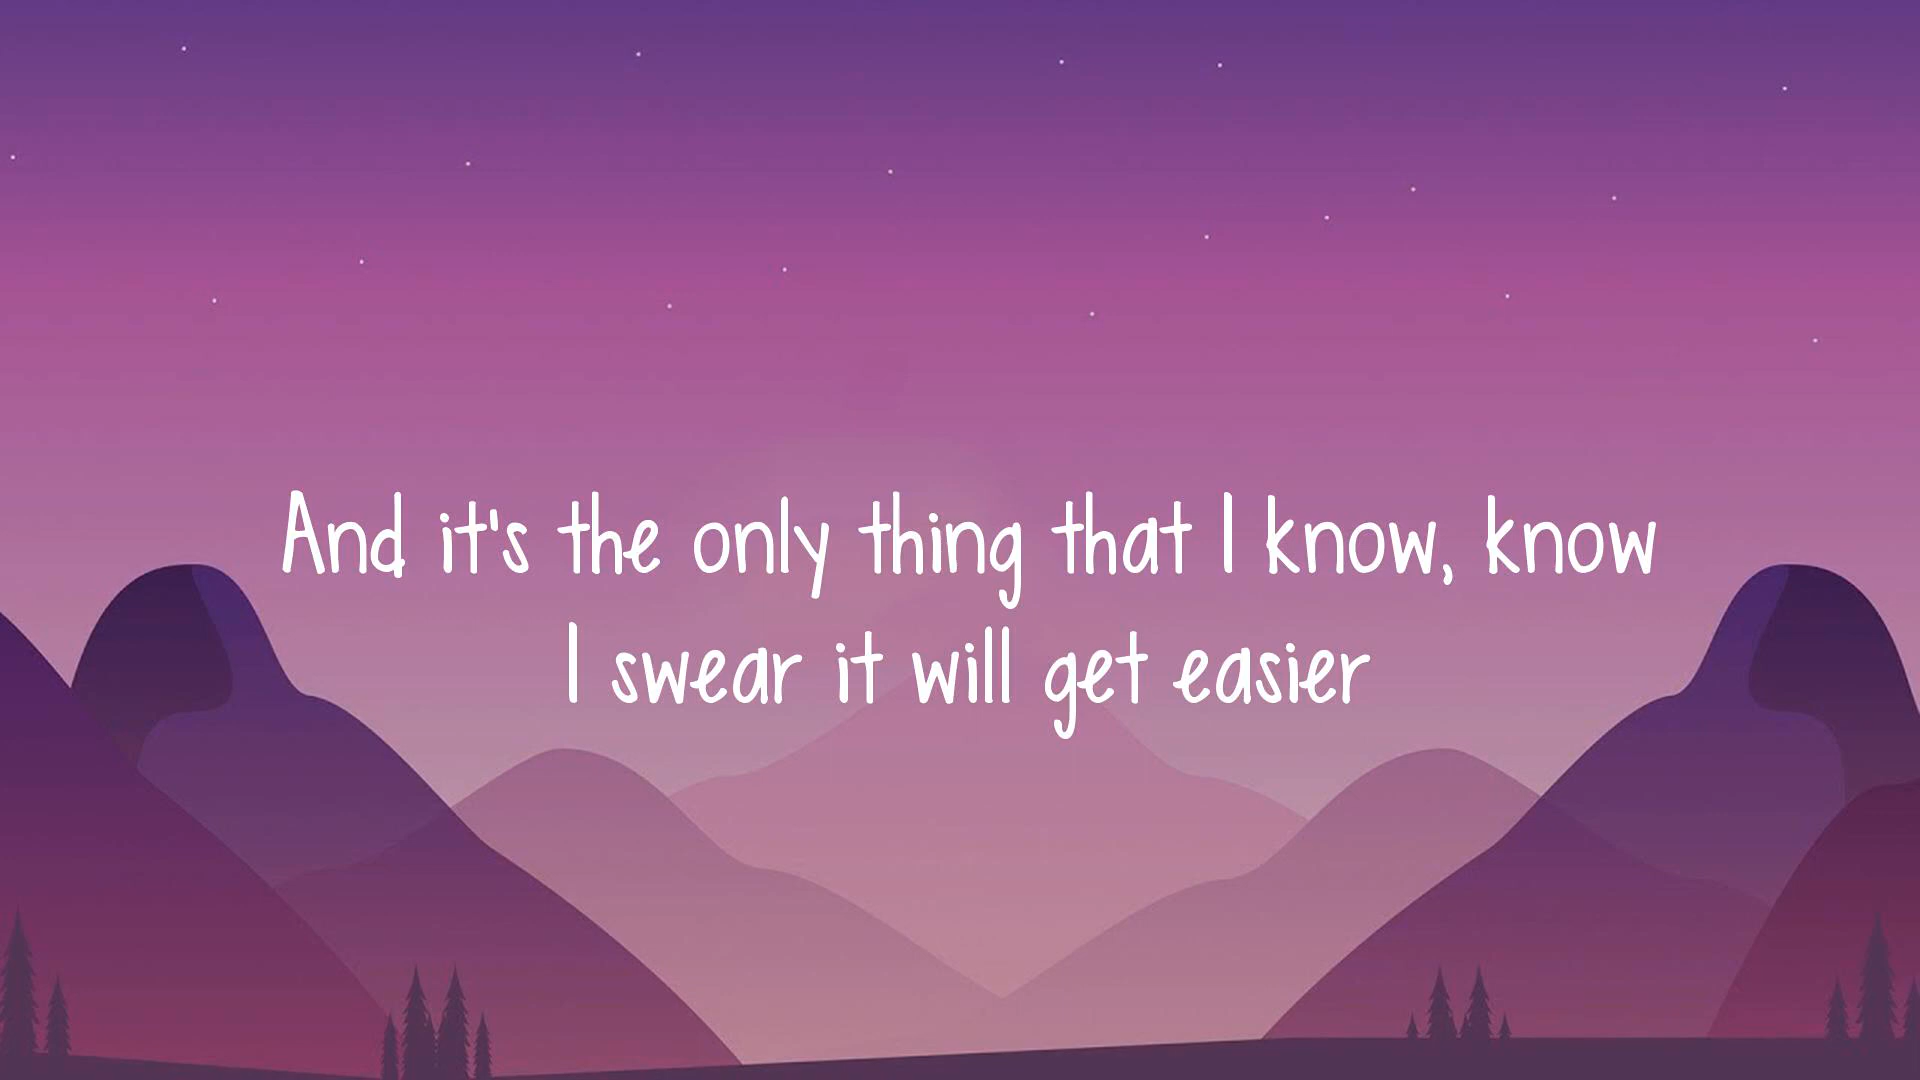 And it's the only thing that I know, know
I swear it will get easier